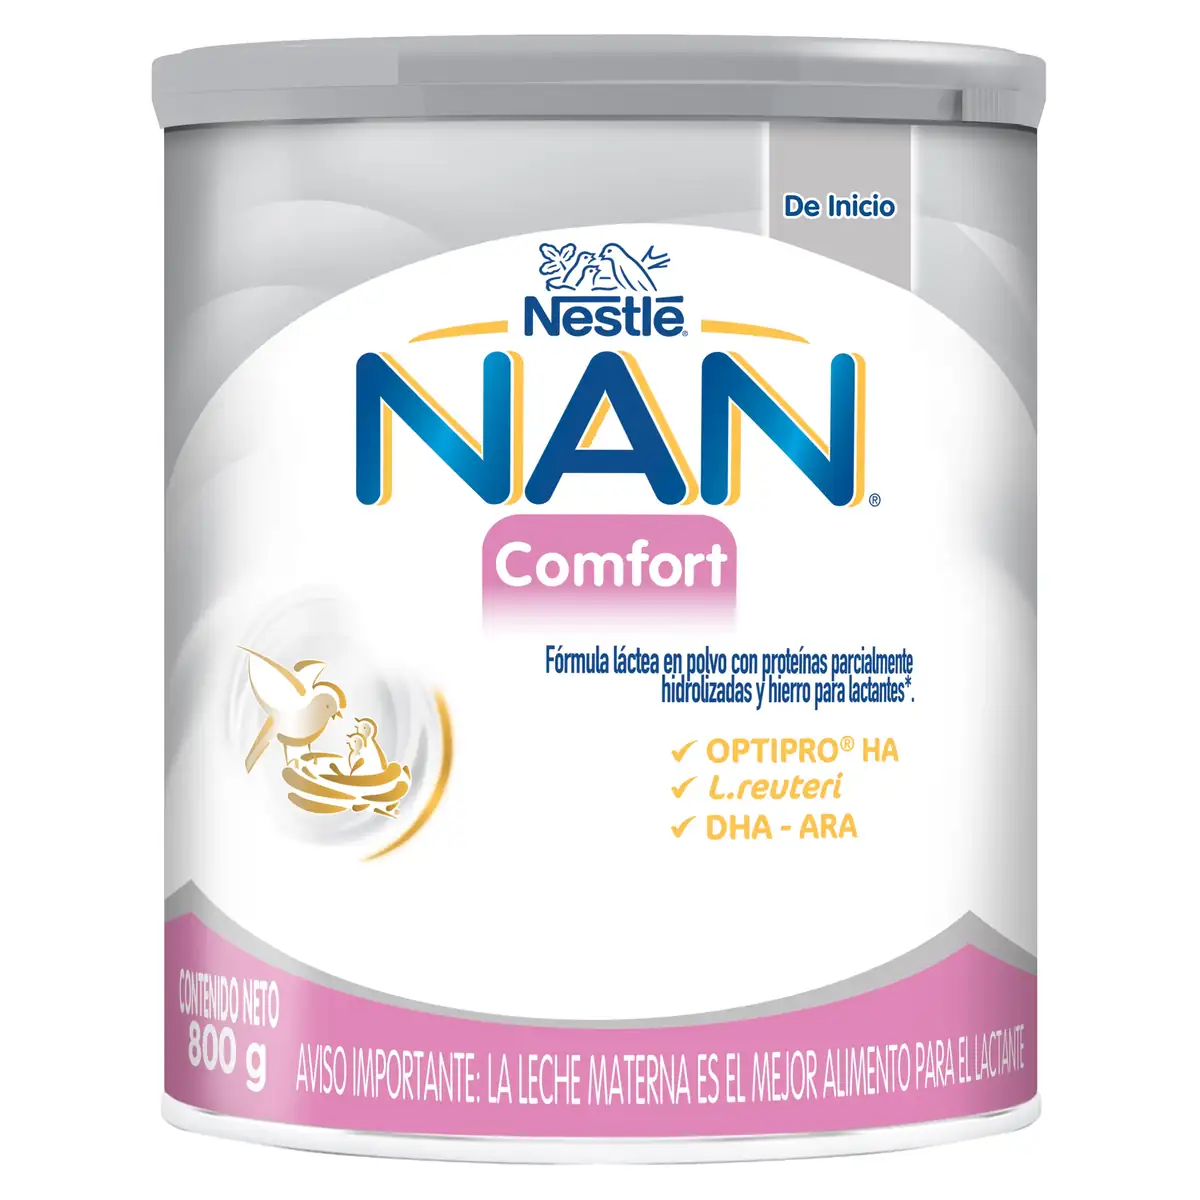 De Inicio
Nestlé®
NAN®
Comfort
Fórmula láctea en polvo con proteínas parcialmente
hidrolizadas y hierro para lactantes*.
✓ OPTIPRO® HA
✓ L.reuteri
✓ DHA - ARA
CONTENIDO NETO
800 g
AVISO IMPORTANTE: LA LECHE MATERNA ES EL MEJOR ALIMENTO PARA EL LACTANTE